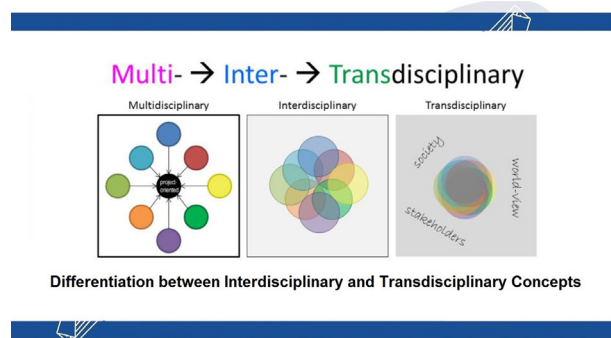 Multi- → Inter- → Transdisciplinary
Multidisciplinary
Interdisciplinary
Transdisciplinary
project-
oriented
society
world-view
stakeholders
Differentiation between Interdisciplinary and Transdisciplinary Concepts